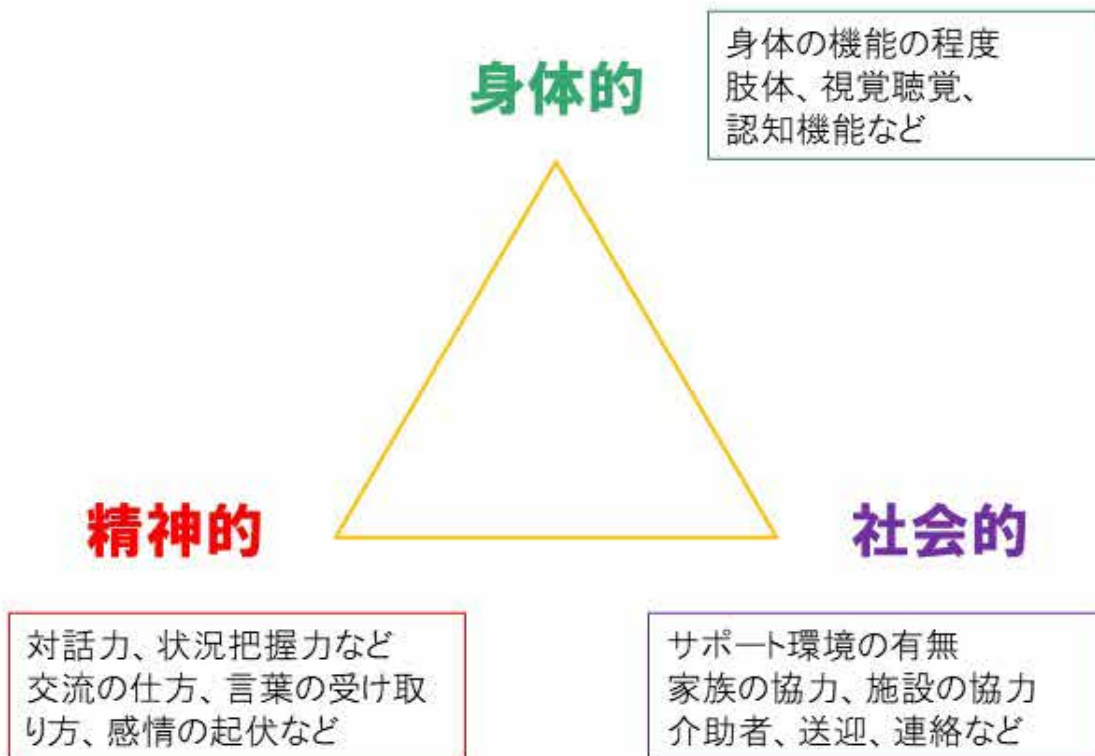 身体的
身体の機能の程度
肢体、視覚聴覚、
認知機能など
精神的
社会的
対話力、状況把握力など
交流の仕方、言葉の受け取
り方、感情の起伏など
サポート環境の有無
家族の協力、施設の協力
介助者、送迎、連絡など